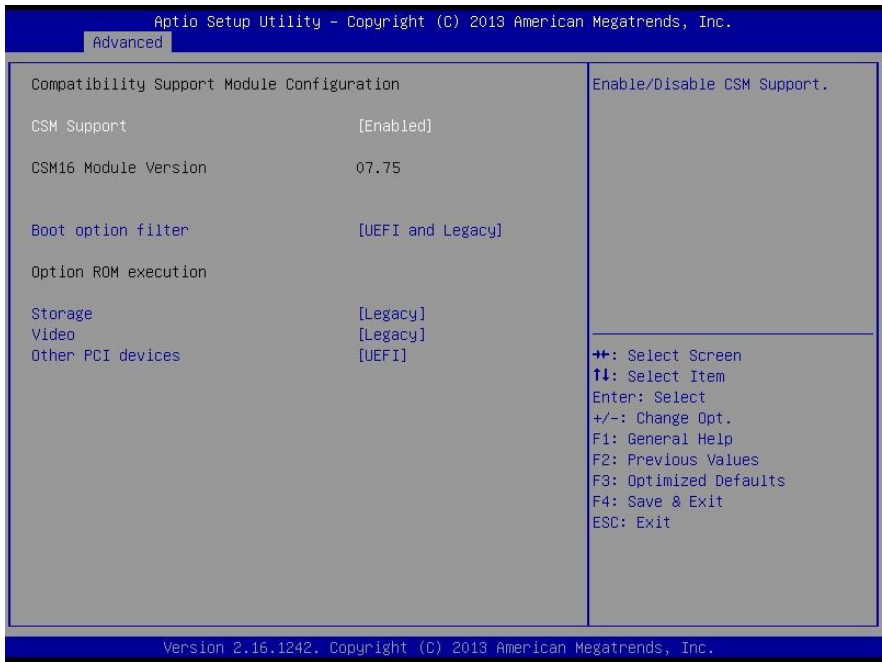 Aptio Setup Utility – Copyright (C) 2013 American Megatrends, Inc.
Advanced
Compatibility Support Module Configuration
CSM Support [Enabled]
CSM16 Module Version 07.75
Boot option filter [UEFI and Legacy]
Option ROM execution
Storage [Legacy]
Video [Legacy]
Other PCI devices [UEFI]
Enable/Disable CSM Support.
→←: Select Screen
↑↓: Select Item
Enter: Select
+/-: Change Opt.
F1: General Help
F2: Previous Values
F3: Optimized Defaults
F4: Save & Exit
ESC: Exit
Version 2.16.1242. Copyright (C) 2013 American Megatrends, Inc.